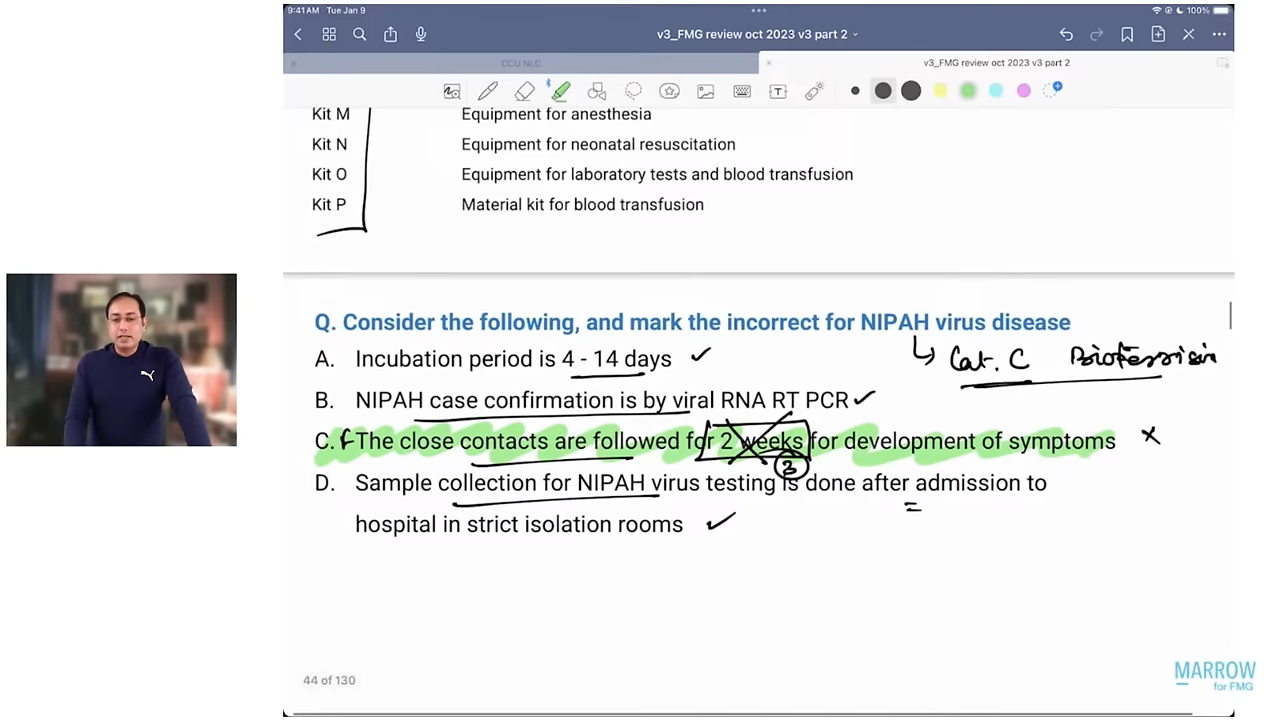 9:41 AM Tue Jan 9
100%
v3_FMG review oct 2023 v3 part 2
CCU NLC
v3_FMG review oct 2023 v3 part 2
Kit M Equipment for anesthesia
Kit N Equipment for neonatal resuscitation
Kit O Equipment for laboratory tests and blood transfusion
Kit P Material kit for blood transfusion
Q. Consider the following, and mark the incorrect for NIPAH virus disease
A. Incubation period is 4 - 14 days
Cat. C
B. NIPAH case confirmation is by viral RNA RT PCR
C. The close contacts are followed for 2 weeks for development of symptoms
3
D. Sample collection for NIPAH virus testing is done after admission to
hospital in strict isolation rooms
44 of 130
MARROW
for FMG